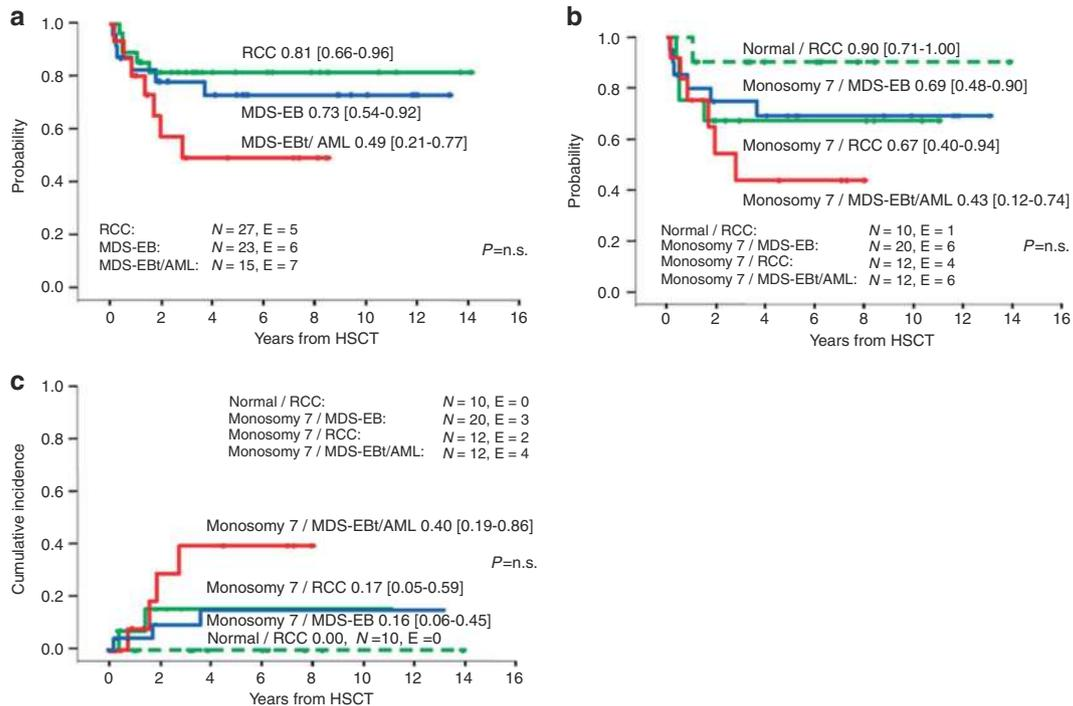 a
1.0
0.8
0.6
0.4
0.2
0.0
Probability
RCC 0.81 [0.66-0.96]
MDS-EB 0.73 [0.54-0.92]
MDS-EBt/ AML 0.49 [0.21-0.77]
RCC: N = 27, E = 5
MDS-EB: N = 23, E = 6
MDS-EBt/AML: N = 15, E = 7
P=n.s.
0 2 4 6 8 10 12 14 16
Years from HSCT
b
1.0
0.8
0.6
0.4
0.2
0.0
Probability
Normal / RCC 0.90 [0.71-1.00]
Monosomy 7 / MDS-EB 0.69 [0.48-0.90]
Monosomy 7 / RCC 0.67 [0.40-0.94]
Monosomy 7 / MDS-EBt/AML 0.43 [0.12-0.74]
Normal / RCC: N = 10, E = 1
Monosomy 7 / MDS-EB: N = 20, E = 6
Monosomy 7 / RCC: N = 12, E = 4
Monosomy 7 / MDS-EBt/AML: N = 12, E = 6
P=n.s.
0 2 4 6 8 10 12 14 16
Years from HSCT
c
1.0
0.8
0.6
0.4
0.2
0.0
Cumulative incidence
Normal / RCC: N = 10, E = 0
Monosomy 7 / MDS-EB: N = 20, E = 3
Monosomy 7 / RCC: N = 12, E = 2
Monosomy 7 / MDS-EBt/AML: N = 12, E = 4
Monosomy 7 / MDS-EBt/AML 0.40 [0.19-0.86]
P=n.s.
Monosomy 7 / RCC 0.17 [0.05-0.59]
Monosomy 7 / MDS-EB 0.16 [0.06-0.45]
Normal / RCC 0.00, N =10, E =0
0 2 4 6 8 10 12 14 16
Years from HSCT